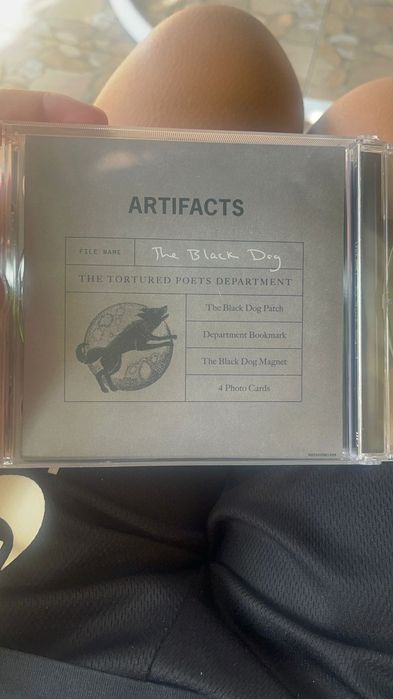 ARTIFACTS
FILE NAME
The Black Dog
THE TORTURED POETS DEPARTMENT
The Black Dog Patch
Department Bookmark
The Black Dog Magnet
4 Photo Cards